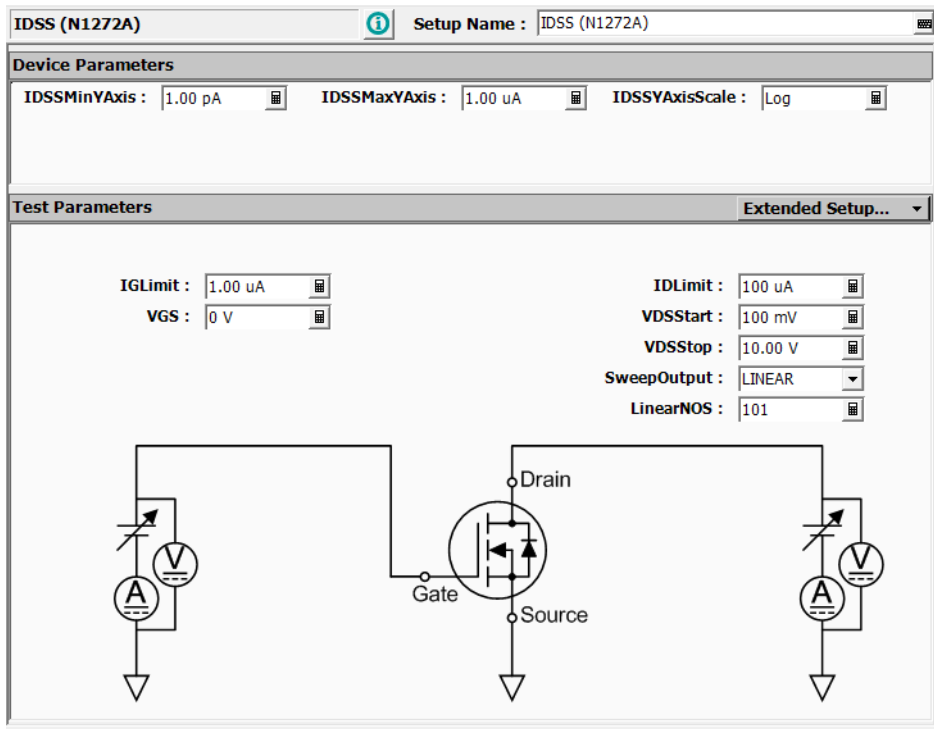 IDSS (N1272A) Setup Name : IDSS (N1272A)
Device Parameters
IDSSMinYAxis : 1.00 pA IDSSMaxYAxis : 1.00 uA IDSSYAxisScale : Log
Test Parameters Extended Setup...
IGLimit : 1.00 uA IDLimit : 100 uA
VGS : 0 V VDSStart : 100 mV
VDSStop : 10.00 V
SweepOutput : LINEAR
LinearNOS : 101
Drain
V V
A Gate A
Source